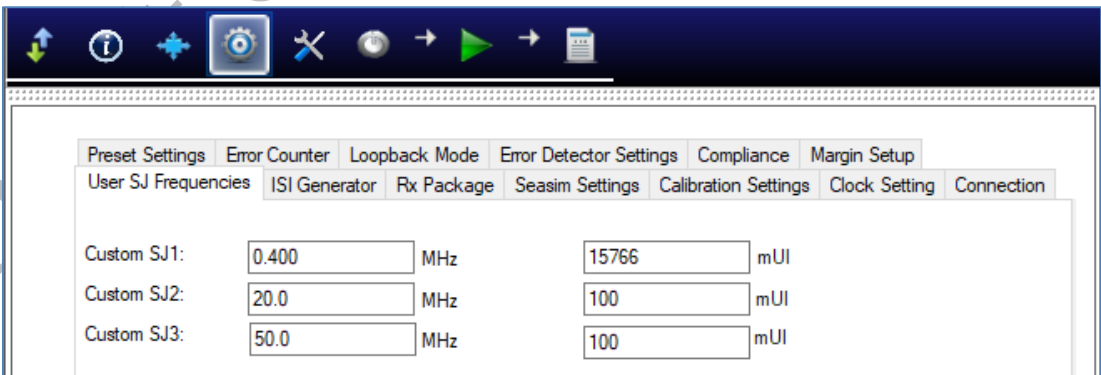 Preset Settings Error Counter Loopback Mode Error Detector Settings Compliance Margin Setup
User SJ Frequencies ISI Generator Rx Package Seasim Settings Calibration Settings Clock Setting Connection
Custom SJ1: 0.400 MHz 15766 mUI
Custom SJ2: 20.0 MHz 100 mUI
Custom SJ3: 50.0 MHz 100 mUI